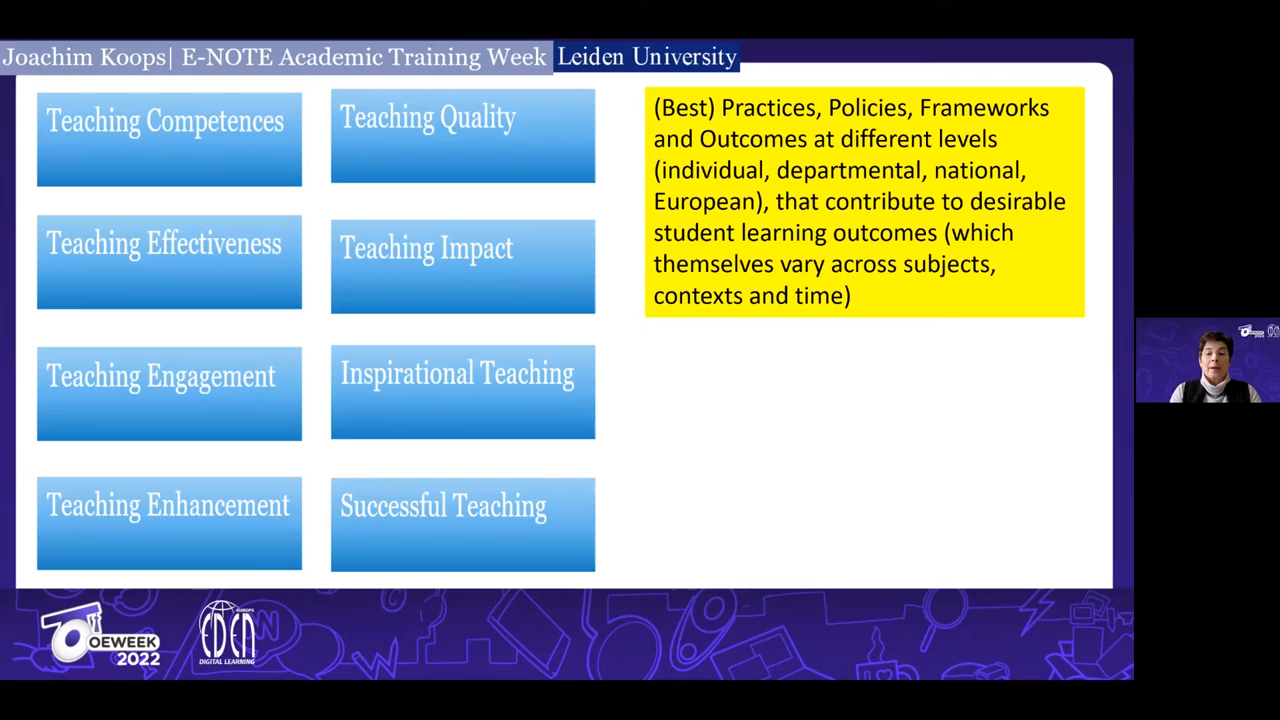 Joachim Koops| E-NOTE Academic Training Week Leiden University
Teaching Competences
Teaching Quality
Teaching Effectiveness
Teaching Impact
Teaching Engagement
Inspirational Teaching
Teaching Enhancement
Successful Teaching
(Best) Practices, Policies, Frameworks
and Outcomes at different levels
(individual, departmental, national,
European), that contribute to desirable
student learning outcomes (which
themselves vary across subjects,
contexts and time)
OEWEEK
2022
EUROPE
EDEN
DIGITAL LEARNING